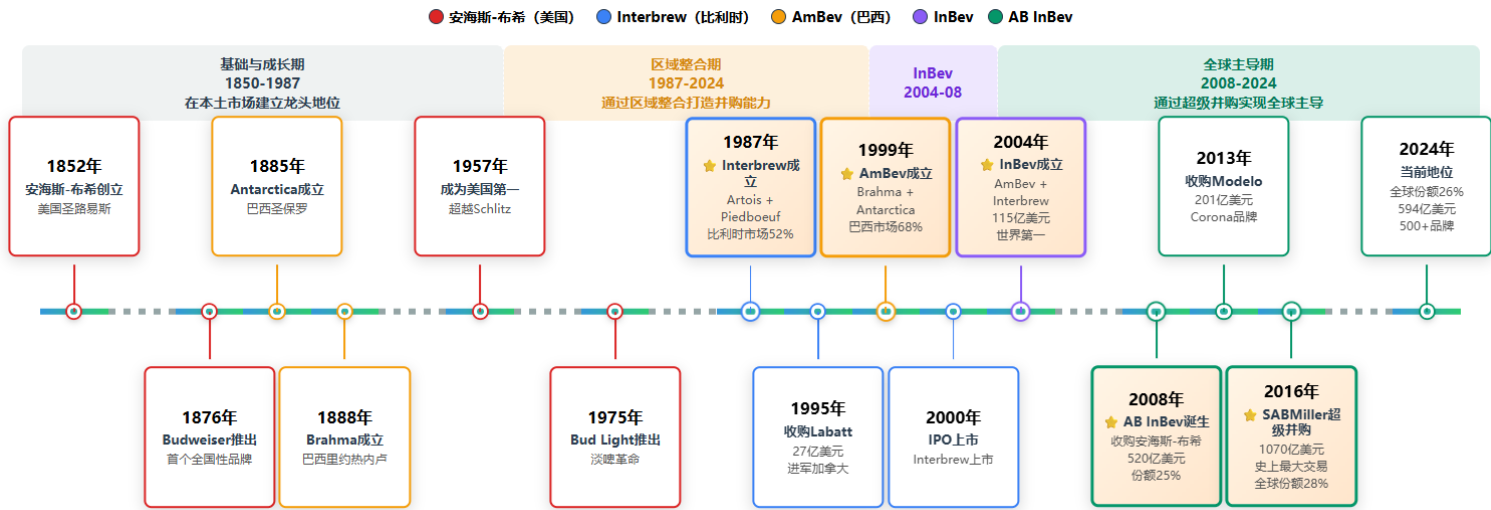 安海斯-布希（美国）
Interbrew（比利时）
AmBev（巴西）
InBev
AB InBev
基础与成长期
1850-1987
在本土市场建立龙头地位
区域整合期
1987-2024
通过区域整合打造并购能力
InBev
2004-08
全球主导期
2008-2024
通过超级并购实现全球主导
1852年
安海斯-布希创立
美国圣路易斯
1885年
Antarctica成立
巴西圣保罗
1957年
成为美国第一
超越Schlitz
1987年
Interbrew成
立
Artois +
Piedboeuf
比利时市场52%
1999年
AmBev成立
Brahma +
Antarctica
巴西市场68%
2004年
InBev成立
AmBev +
Interbrew
115亿美元
世界第一
2013年
收购Modelo
201亿美元
Corona品牌
2024年
当前地位
全球份额26%
594亿美元
500+品牌
1876年
Budweiser推出
首个全国性品牌
1888年
Brahma成立
巴西里约热内卢
1975年
Bud Light推出
淡啤革命
1995年
收购Labatt
27亿美元
进军加拿大
2000年
IPO上市
Interbrew上市
2008年
AB InBev诞生
收购安海斯-布希
520亿美元
份额25%
2016年
SABMiller超
级并购
1070亿美元
史上最大交易
全球份额28%